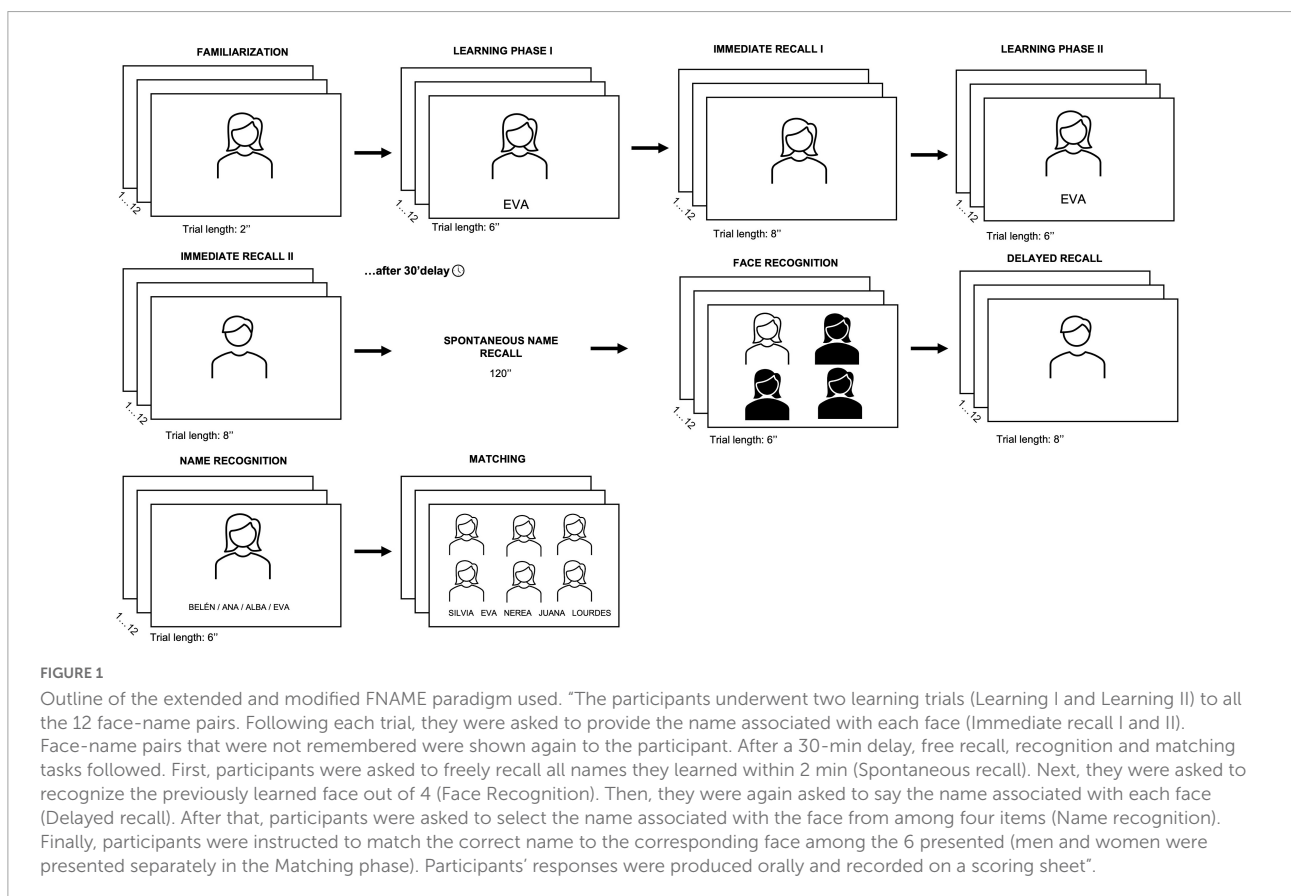 FAMILIARIZATION
LEARNING PHASE I
IMMEDIATE RECALL I
LEARNING PHASE II
EVA
EVA
1...12
1...12
1...12
1...12
Trial length: 2’’
Trial length: 6’’
Trial length: 8’’
Trial length: 6’’
IMMEDIATE RECALL II
...after 30'delay
FACE RECOGNITION
DELAYED RECALL
SPONTANEOUS NAME
RECALL
120’’
1...12
1...12
1...12
Trial length: 8’’
Trial length: 6’’
Trial length: 8’’
NAME RECOGNITION
MATCHING
BELÉN / ANA / ALBA / EVA
SILVIA EVA NEREA JUANA LOURDES
1...12
Trial length: 6’’
FIGURE 1
Outline of the extended and modified FNAME paradigm used. “The participants underwent two learning trials (Learning I and Learning II) to all
the 12 face-name pairs. Following each trial, they were asked to provide the name associated with each face (Immediate recall I and II).
Face-name pairs that were not remembered were shown again to the participant. After a 30-min delay, free recall, recognition and matching
tasks followed. First, participants were asked to freely recall all names they learned within 2 min (Spontaneous recall). Next, they were asked to
recognize the previously learned face out of 4 (Face Recognition). Then, they were again asked to say the name associated with each face
(Delayed recall). After that, participants were asked to select the name associated with the face from among four items (Name recognition).
Finally, participants were instructed to match the correct name to the corresponding face among the 6 presented (men and women were
presented separately in the Matching phase). Participants’ responses were produced orally and recorded on a scoring sheet”.